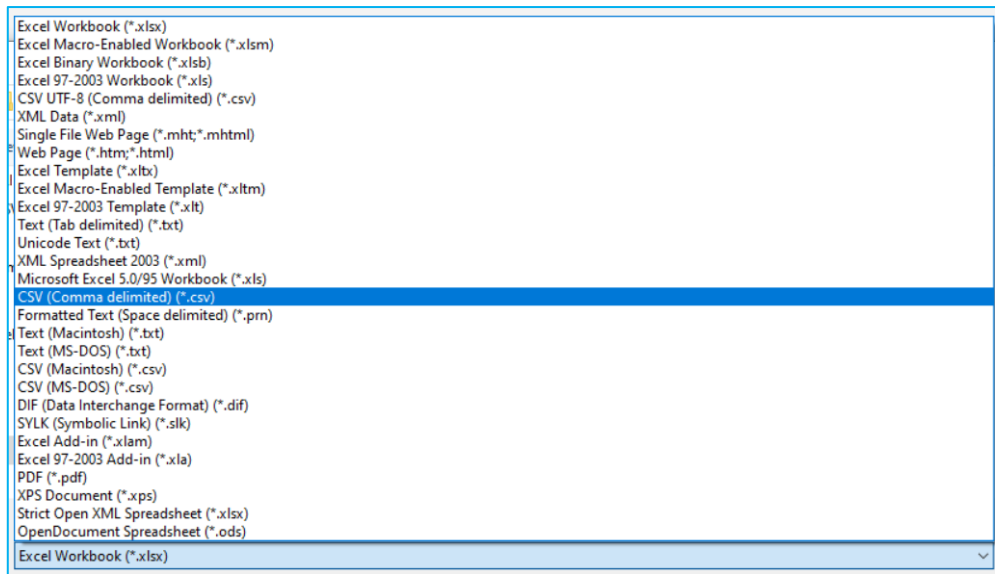 Excel Workbook (*.xlsx)
Excel Macro-Enabled Workbook (*.xlsm)
Excel Binary Workbook (*.xlsb)
Excel 97-2003 Workbook (*.xls)
CSV UTF-8 (Comma delimited) (*.csv)
XML Data (*.xml)
Single File Web Page (*.mht;*.mhtml)
Web Page (*.htm;*.html)
Excel Template (*.xltx)
Excel Macro-Enabled Template (*.xltm)
Excel 97-2003 Template (*.xlt)
Text (Tab delimited) (*.txt)
Unicode Text (*.txt)
XML Spreadsheet 2003 (*.xml)
Microsoft Excel 5.0/95 Workbook (*.xls)
CSV (Comma delimited) (*.csv)
Formatted Text (Space delimited) (*.prn)
Text (Macintosh) (*.txt)
Text (MS-DOS) (*.txt)
CSV (Macintosh) (*.csv)
CSV (MS-DOS) (*.csv)
DIF (Data Interchange Format) (*.dif)
SYLK (Symbolic Link) (*.slk)
Excel Add-in (*.xlam)
Excel 97-2003 Add-in (*.xla)
PDF (*.pdf)
XPS Document (*.xps)
Strict Open XML Spreadsheet (*.xlsx)
OpenDocument Spreadsheet (*.ods)
Excel Workbook (*.xlsx)